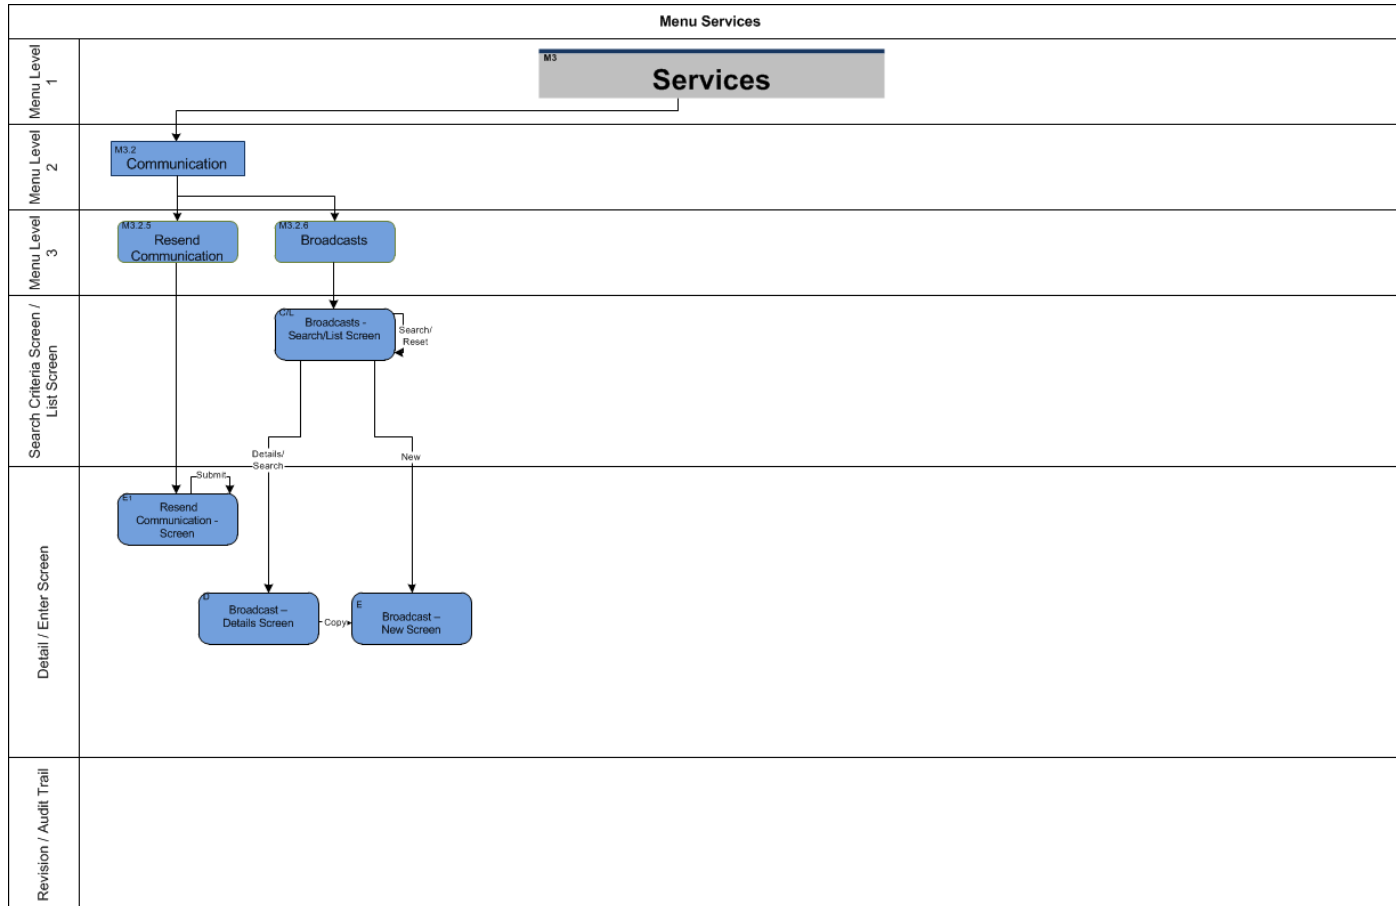 Menu Services
Menu Level
1
M3
Services
Menu Level
2
M3.2
Communication
Menu Level
3
M3.2.5
Resend
Communication
M3.2.6
Broadcasts
Search Criteria Screen /
List Screen
C/L
Broadcasts -
Search/List Screen
Search/
Reset
Details/
Search
New
Detail / Enter Screen
Submit
E1
Resend
Communication -
Screen
D
Broadcast –
Details Screen
Copy
E
Broadcast –
New Screen
Revision / Audit Trail